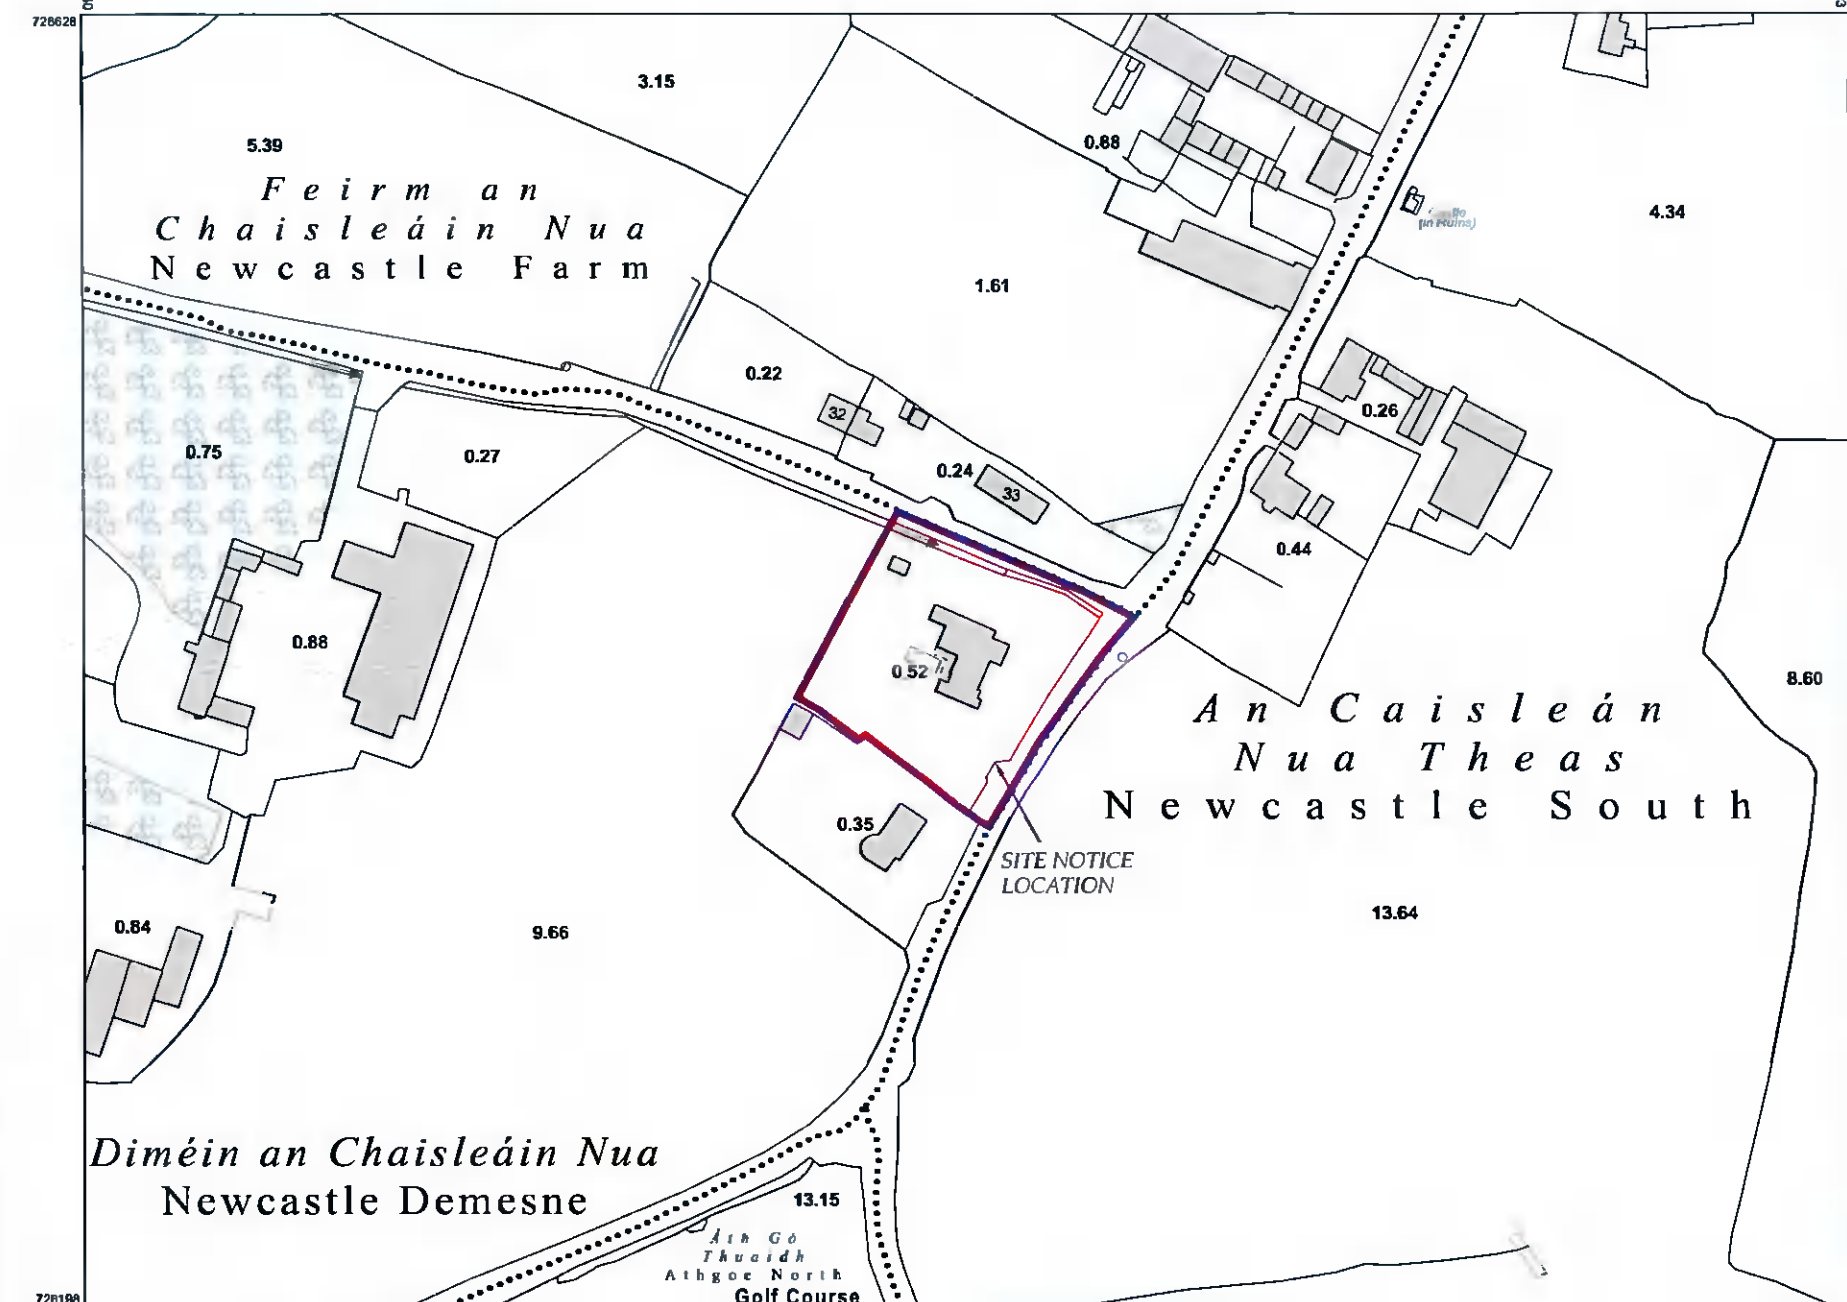 728628
3.15
5.39
0.88
Feirm an
Chaisleáin Nua
Newcastle Farm
4.34
(in Ruins)
1.61
0.22
32
0.26
0.75
0.27
0.24
33
0.44
0.88
0.52
8.60
An Caisleán
Nua Theas
Newcastle South
0.35
SITE NOTICE
LOCATION
13.64
0.84
9.66
Diméin an Chaisleáin Nua
Newcastle Demesne
13.15
Áth Gó
Thuaidh
Athgoe North
Golf Course
728198